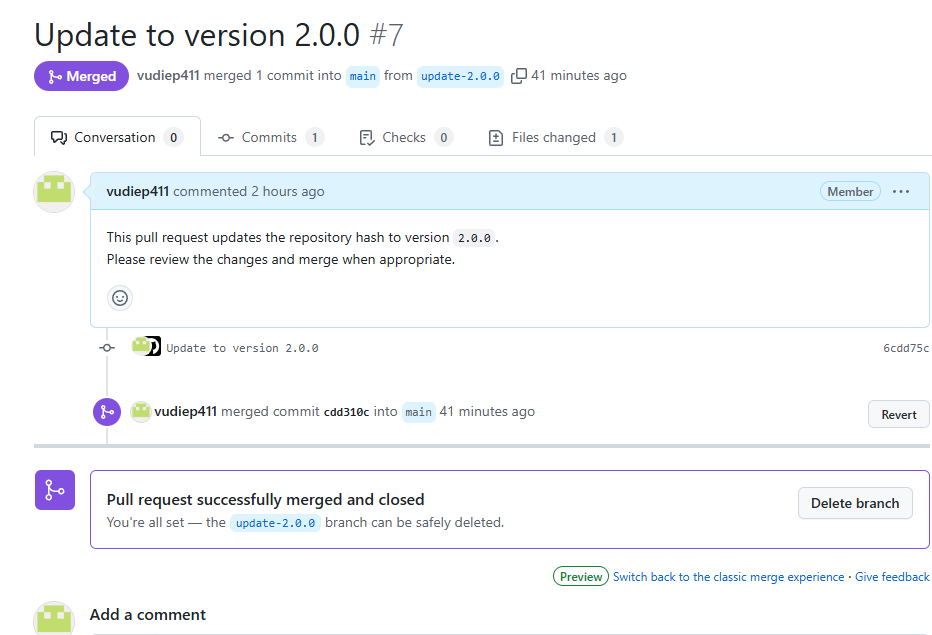 Update to version 2.0.0 #7
Merged vudiep411 merged 1 commit into main from update-2.0.0 41 minutes ago
Conversation 0 Commits 1 Checks 0 Files changed 1
vudiep411 commented 2 hours ago Member ...
This pull request updates the repository hash to version 2.0.0.
Please review the changes and merge when appropriate.
Update to version 2.0.0 6cdd75c
vudiep411 merged commit cdd310c into main 41 minutes ago Revert
Pull request successfully merged and closed
You're all set — the update-2.0.0 branch can be safely deleted.
Delete branch
Preview Switch back to the classic merge experience · Give feedback
Add a comment